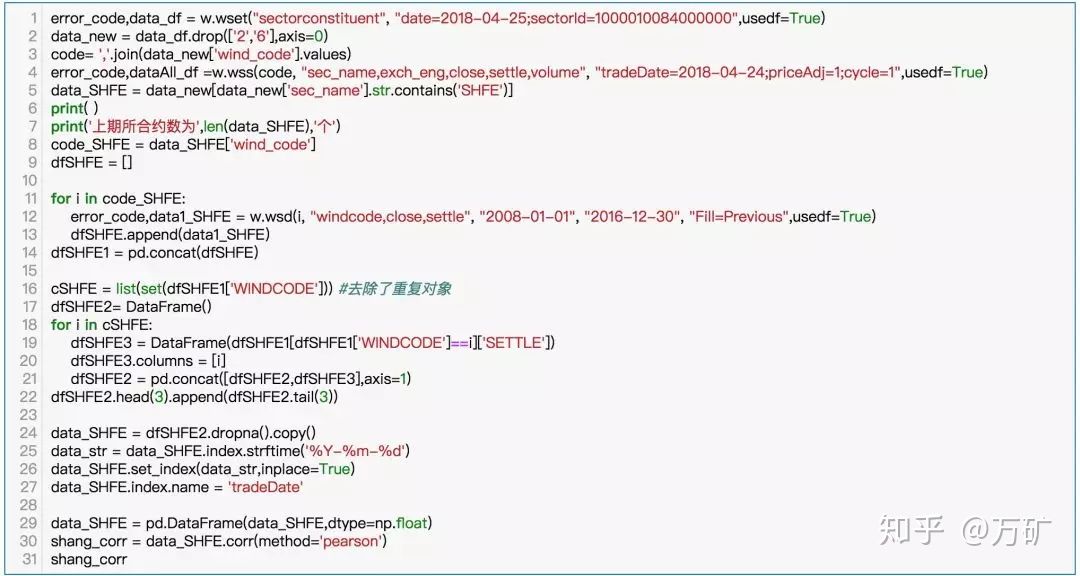 1 error_code,data_df = w.wset("sectorconstituent", "date=2018-04-25;sectorId=1000010084000000",usedf=True)
2 data_new = data_df.drop(['2','6'],axis=0)
3 code= ','.join(data_new['wind_code'].values)
4 error_code,dataAll_df =w.wss(code, "sec_name,exch_eng,close,settle,volume", "tradeDate=2018-04-24;priceAdj=1;cycle=1",usedf=True)
5 data_SHFE = data_new[data_new['sec_name'].str.contains('SHFE')]
6 print( )
7 print('上期所合约数为',len(data_SHFE),'个')
8 code_SHFE = data_SHFE['wind_code']
9 dfSHFE = []
10
11 for i in code_SHFE:
12 error_code,data1_SHFE = w.wsd(i, "windcode,close,settle", "2008-01-01", "2016-12-30", "Fill=Previous",usedf=True)
13 dfSHFE.append(data1_SHFE)
14 dfSHFE1 = pd.concat(dfSHFE)
15
16 cSHFE = list(set(dfSHFE1['WINDCODE'])) #去除了重复对象
17 dfSHFE2= DataFrame()
18 for i in cSHFE:
19 dfSHFE3 = DataFrame(dfSHFE1[dfSHFE1['WINDCODE']==i]['SETTLE'])
20 dfSHFE3.columns = [i]
21 dfSHFE2 = pd.concat([dfSHFE2,dfSHFE3],axis=1)
22 dfSHFE2.head(3).append(dfSHFE2.tail(3))
23
24 data_SHFE = dfSHFE2.dropna().copy()
25 data_str = data_SHFE.index.strftime('%Y-%m-%d')
26 data_SHFE.set_index(data_str,inplace=True)
27 data_SHFE.index.name = 'tradeDate'
28
29 data_SHFE = pd.DataFrame(data_SHFE,dtype=np.float)
30 shang_corr = data_SHFE.corr(method='pearson')
31 shang_corr
知乎 @万矿